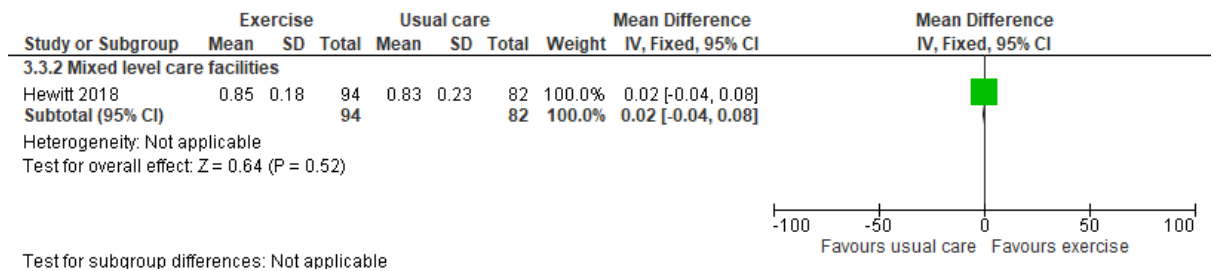 Exercise Usual care Mean Difference Mean Difference
Study or Subgroup Mean SD Total Mean SD Total Weight IV, Fixed, 95% CI IV, Fixed, 95% CI
3.3.2 Mixed level care facilities
Hewitt 2018 0.85 0.18 94 0.83 0.23 82 100.0% 0.02 [-0.04, 0.08]
Subtotal (95% CI) 94 82 100.0% 0.02 [-0.04, 0.08]
Heterogeneity: Not applicable
Test for overall effect: Z = 0.64 (P = 0.52)
-100 -50 0 50 100
Favours usual care Favours exercise
Test for subgroup differences: Not applicable